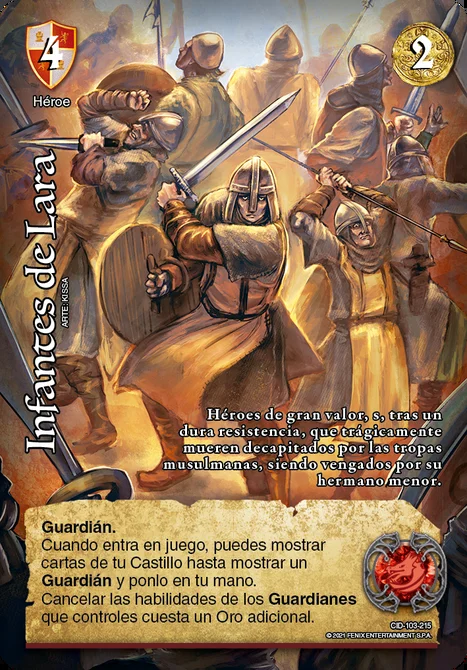 4
2
Héroe
Infantes de Lara
ARTE: KISSA
Héroes de gran valor, s, tras un
dura resistencia, que trágicamente
mueren decapitados por las tropas
musulmanas, siendo vengados por su
hermano menor.
Guardián.
Cuando entra en juego, puedes mostrar
cartas de tu Castillo hasta mostrar un
Guardián y ponlo en tu mano.
Cancelar las habilidades de los Guardianes
que controles cuesta un Oro adicional.
CID-103-215
© 2021 FENIX ENTERTAINMENT S.P.A.